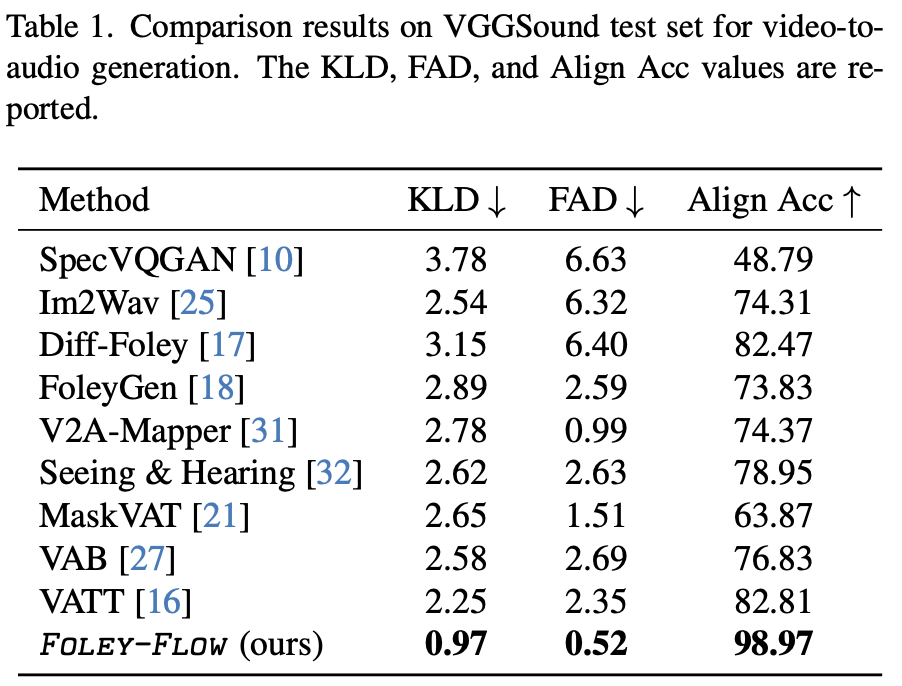 Table 1. Comparison results on VGGSound test set for video-to-
audio generation. The KLD, FAD, and Align Acc values are re-
ported.
Method KLD ↓ FAD ↓ Align Acc ↑
SpecVQGAN [10] 3.78 6.63 48.79
Im2Wav [25] 2.54 6.32 74.31
Diff-Foley [17] 3.15 6.40 82.47
FoleyGen [18] 2.89 2.59 73.83
V2A-Mapper [31] 2.78 0.99 74.37
Seeing & Hearing [32] 2.62 2.63 78.95
MaskVAT [21] 2.65 1.51 63.87
VAB [27] 2.58 2.69 76.83
VATT [16] 2.25 2.35 82.81
FOLEY-FLOW (ours) 0.97 0.52 98.97